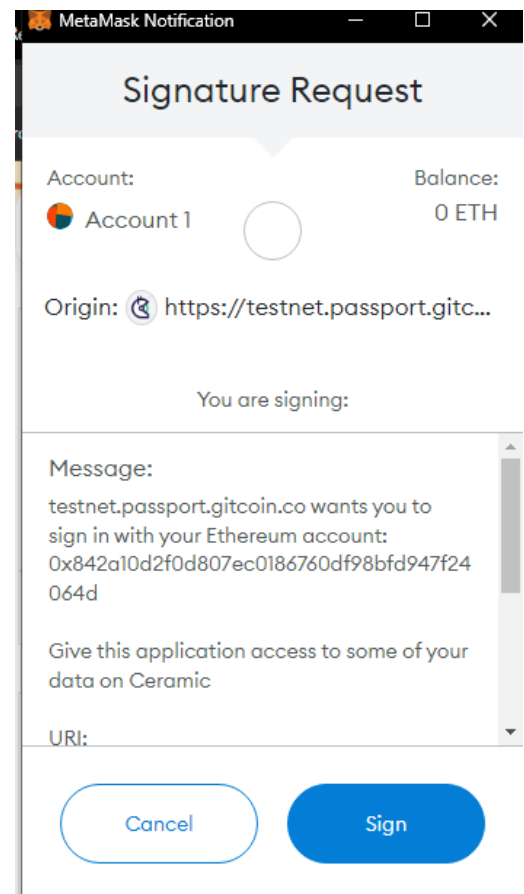 MetaMask Notification
Signature Request
Account:
Balance:
Account 1
0 ETH
Origin: https://testnet.passport.gitc...
You are signing:
Message:
testnet.passport.gitcoin.co wants you to
sign in with your Ethereum account:
0x842a10d2f0d807ec0186760df98bfd947f24
064d
Give this application access to some of your
data on Ceramic
URI:
Cancel
Sign